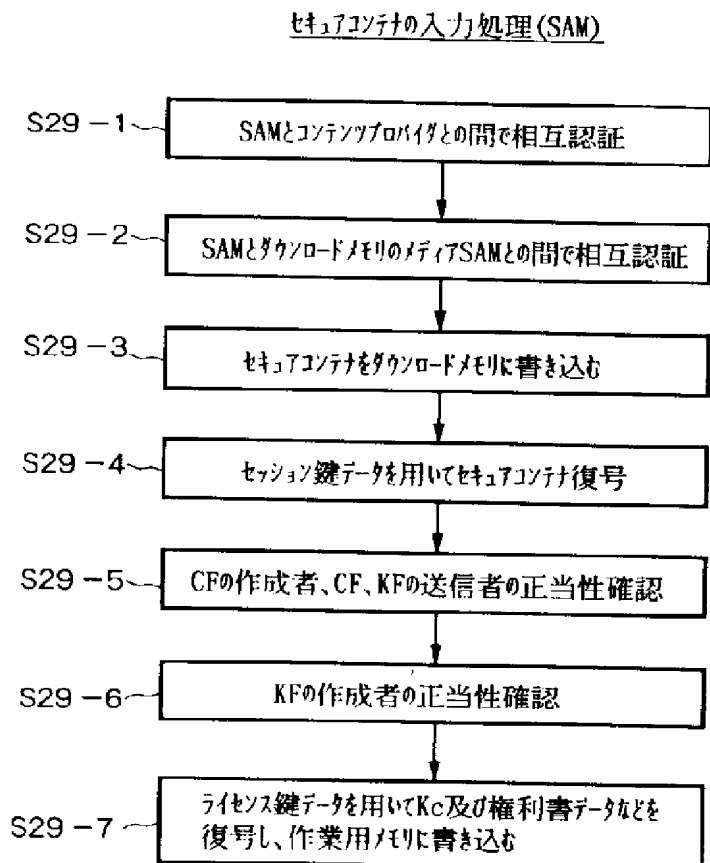 セキュアコンテナの入力処理(SAM)
S29-1
SAMとコンテンツプロバイダとの間で相互認証
S29-2
SAMとダウンロードメモリのメディアSAMとの間で相互認証
S29-3
セキュアコンテナをダウンロードメモリに書き込む
S29-4
セッション鍵データを用いてセキュアコンテナ復号
S29-5
CFの作成者、CF、KFの送信者の正当性確認
S29-6
KFの作成者の正当性確認
S29-7
ライセンス鍵データを用いてKc及び権利書データなどを
復号し、作業用メモリに書き込む